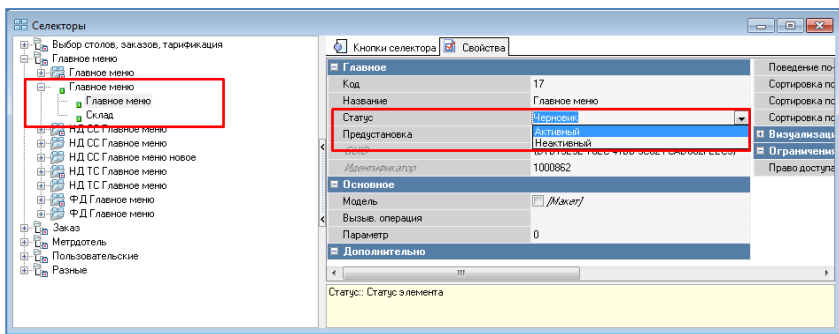 Селекторы
Выбор столов, заказов, тарификация
Главное меню
Главное меню
Главное меню
Главное меню
Склад
НД СС Главное меню
НД СС Главное меню
НД СС Главное меню новое
НД ТС Главное меню
НД ТС Главное меню
ФД Главное меню
ФД Главное меню
Заказ
Метрдотель
Пользовательские
Разные
Кнопки селектора Свойства
Главное
Код 17
Название Главное меню
Статус Черновик
Активный
Неактивный
Предустановка
Идентификатор 1000862
Основное
Модель [Макет]
Вызыв. операция
Параметр 0
Дополнительно
Поведение по-
Сортировка по
Сортировка по
Сортировка по
Визуализаци
Ограничения
Право доступа
Статус:: Статус элемента